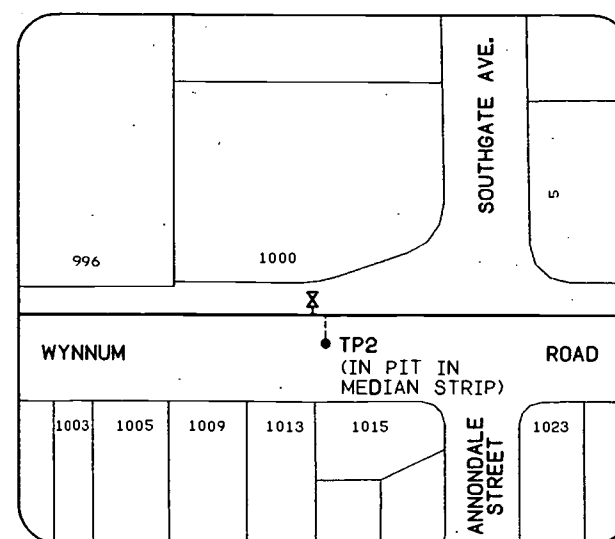 SOUTHGATE AVE.
5
996
1000
WYNNUM
TP2
(IN PIT IN
MEDIAN STRIP)
ROAD
1003
1005
1009
1013
1015
ANNONDALE
STREET
1023